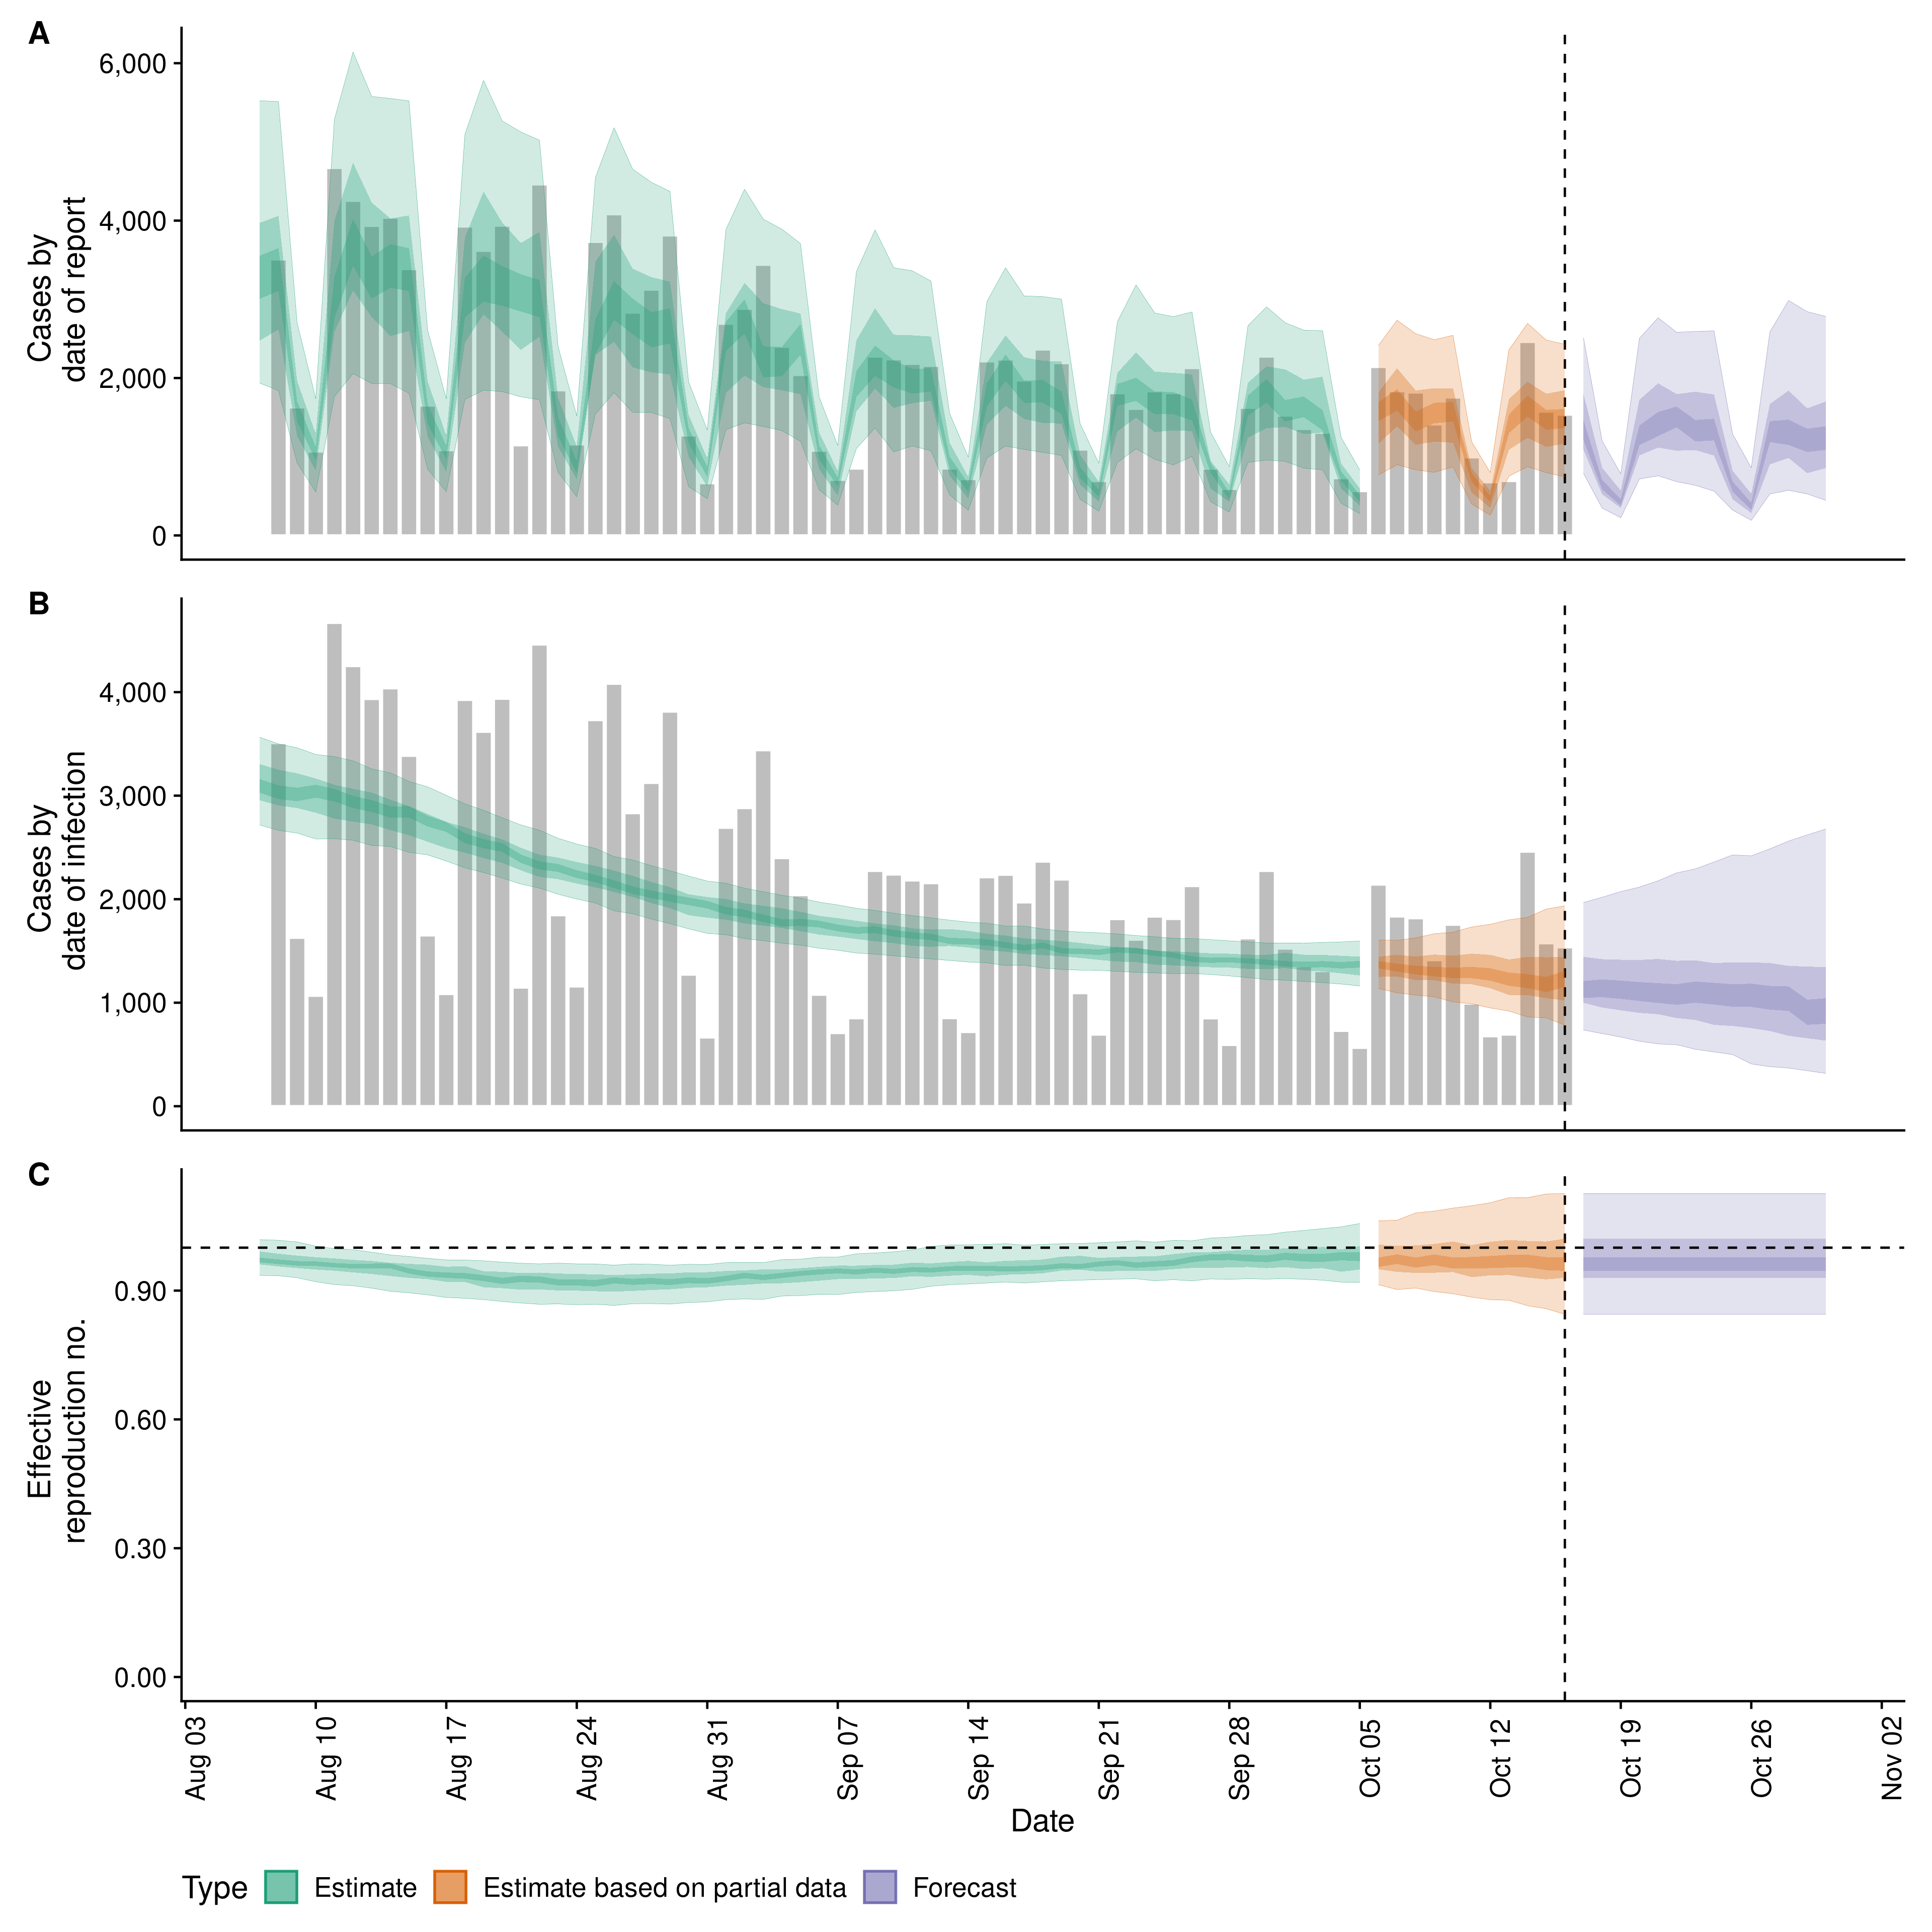 A
Cases by
date of report
6,000
4,000
2,000
0
B
Cases by
date of infection
4,000
3,000
2,000
1,000
0
C
Effective
reproduction no.
0.90
0.60
0.30
0.00
Aug 03
Aug 10
Aug 17
Aug 24
Aug 31
Sep 07
Sep 14
Sep 21
Sep 28
Oct 05
Oct 12
Oct 19
Oct 26
Nov 02
Date
Type Estimate Estimate based on partial data Forecast